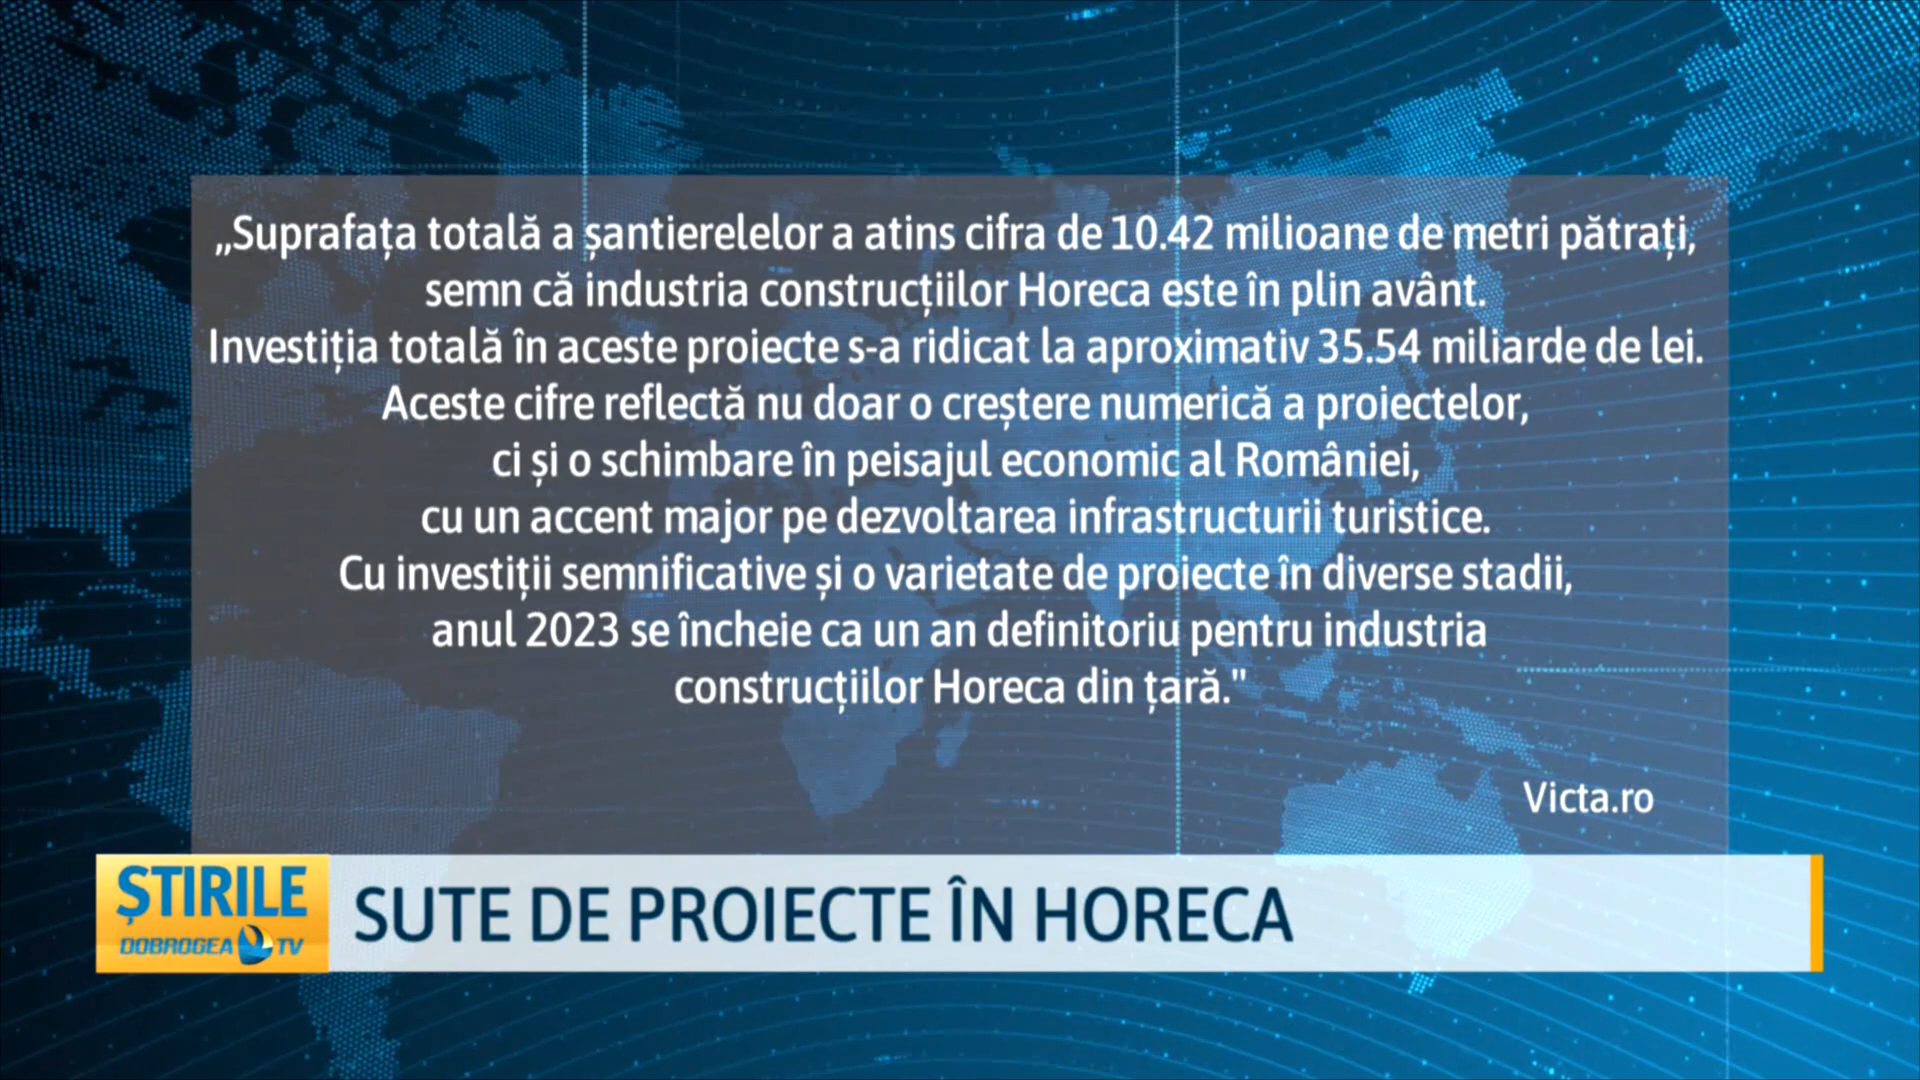 „Suprafața totală a șantierelelor a atins cifra de 10.42 milioane de metri pătrați,
semn că industria construcțiilor Horeca este în plin avânt.
Investiția totală în aceste proiecte s-a ridicat la aproximativ 35.54 miliarde de lei.
Aceste cifre reflectă nu doar o creștere numerică a proiectelor,
ci și o schimbare în peisajul economic al României,
cu un accent major pe dezvoltarea infrastructurii turistice.
Cu investiții semnificative și o varietate de proiecte în diverse stadii,
anul 2023 se încheie ca un an definitoriu pentru industria
construcțiilor Horeca din țară."
Victa.ro
ȘTIRILE
DOBROGEA TV
SUTE DE PROIECTE ÎN HORECA